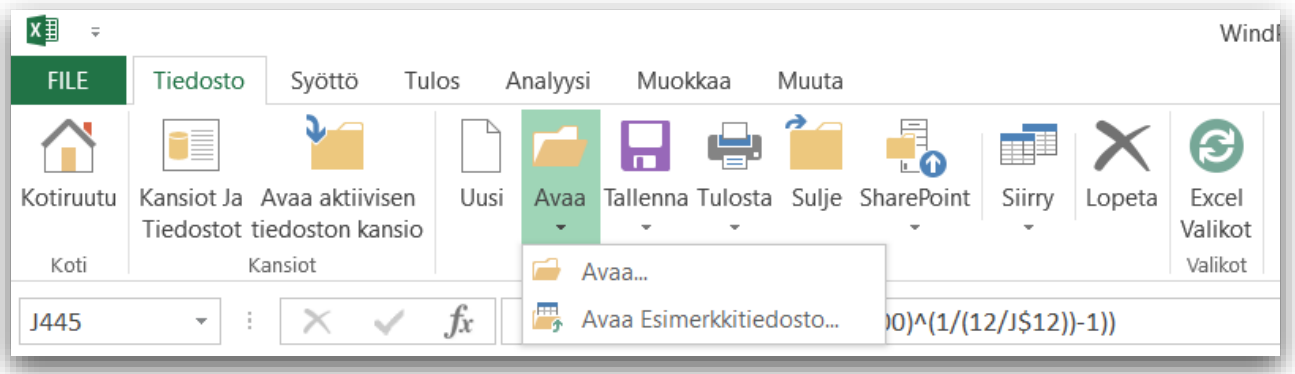 WindP
FILE Tiedosto Syöttö Tulos Analyysi Muokkaa Muuta
Kotiruutu Kansiot Ja Tiedostot Avaa aktiivisen tiedoston kansio Uusi Avaa Tallenna Tulosta Sulje SharePoint Siirry Lopeta Excel Valikot
Koti Kansiot Valikot
Avaa...
Avaa Esimerkkitiedosto...
J445 fx 00)^(1/(12/J$12))-1))